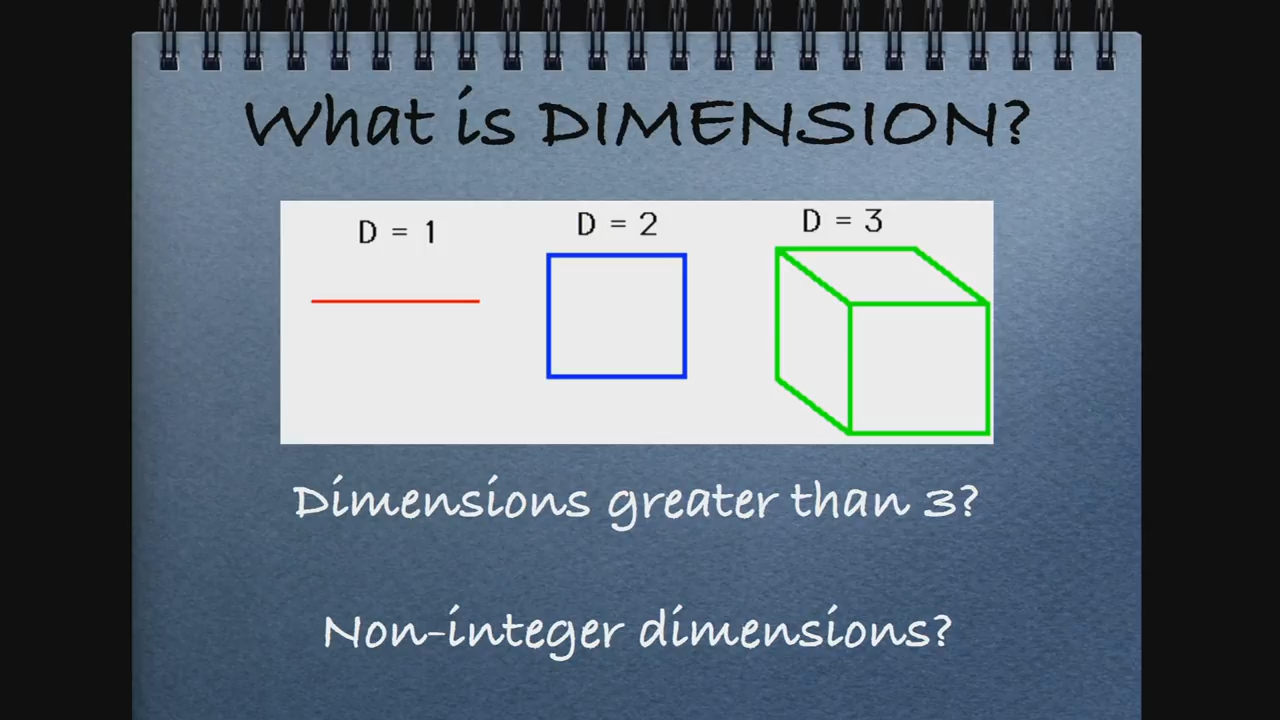 What is DIMENSION?
D = 1
D = 2
D = 3
Dimensions greater than 3?
Non-integer dimensions?